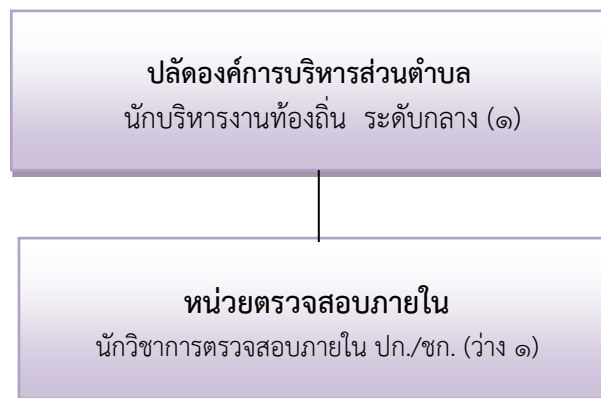 ปลัดองค์การบริหารส่วนตำบล
นักบริหารงานท้องถิ่น ระดับกลาง (๑)
หน่วยตรวจสอบภายใน
นักวิชาการตรวจสอบภายใน ปก./ชก. (ว่าง ๑)